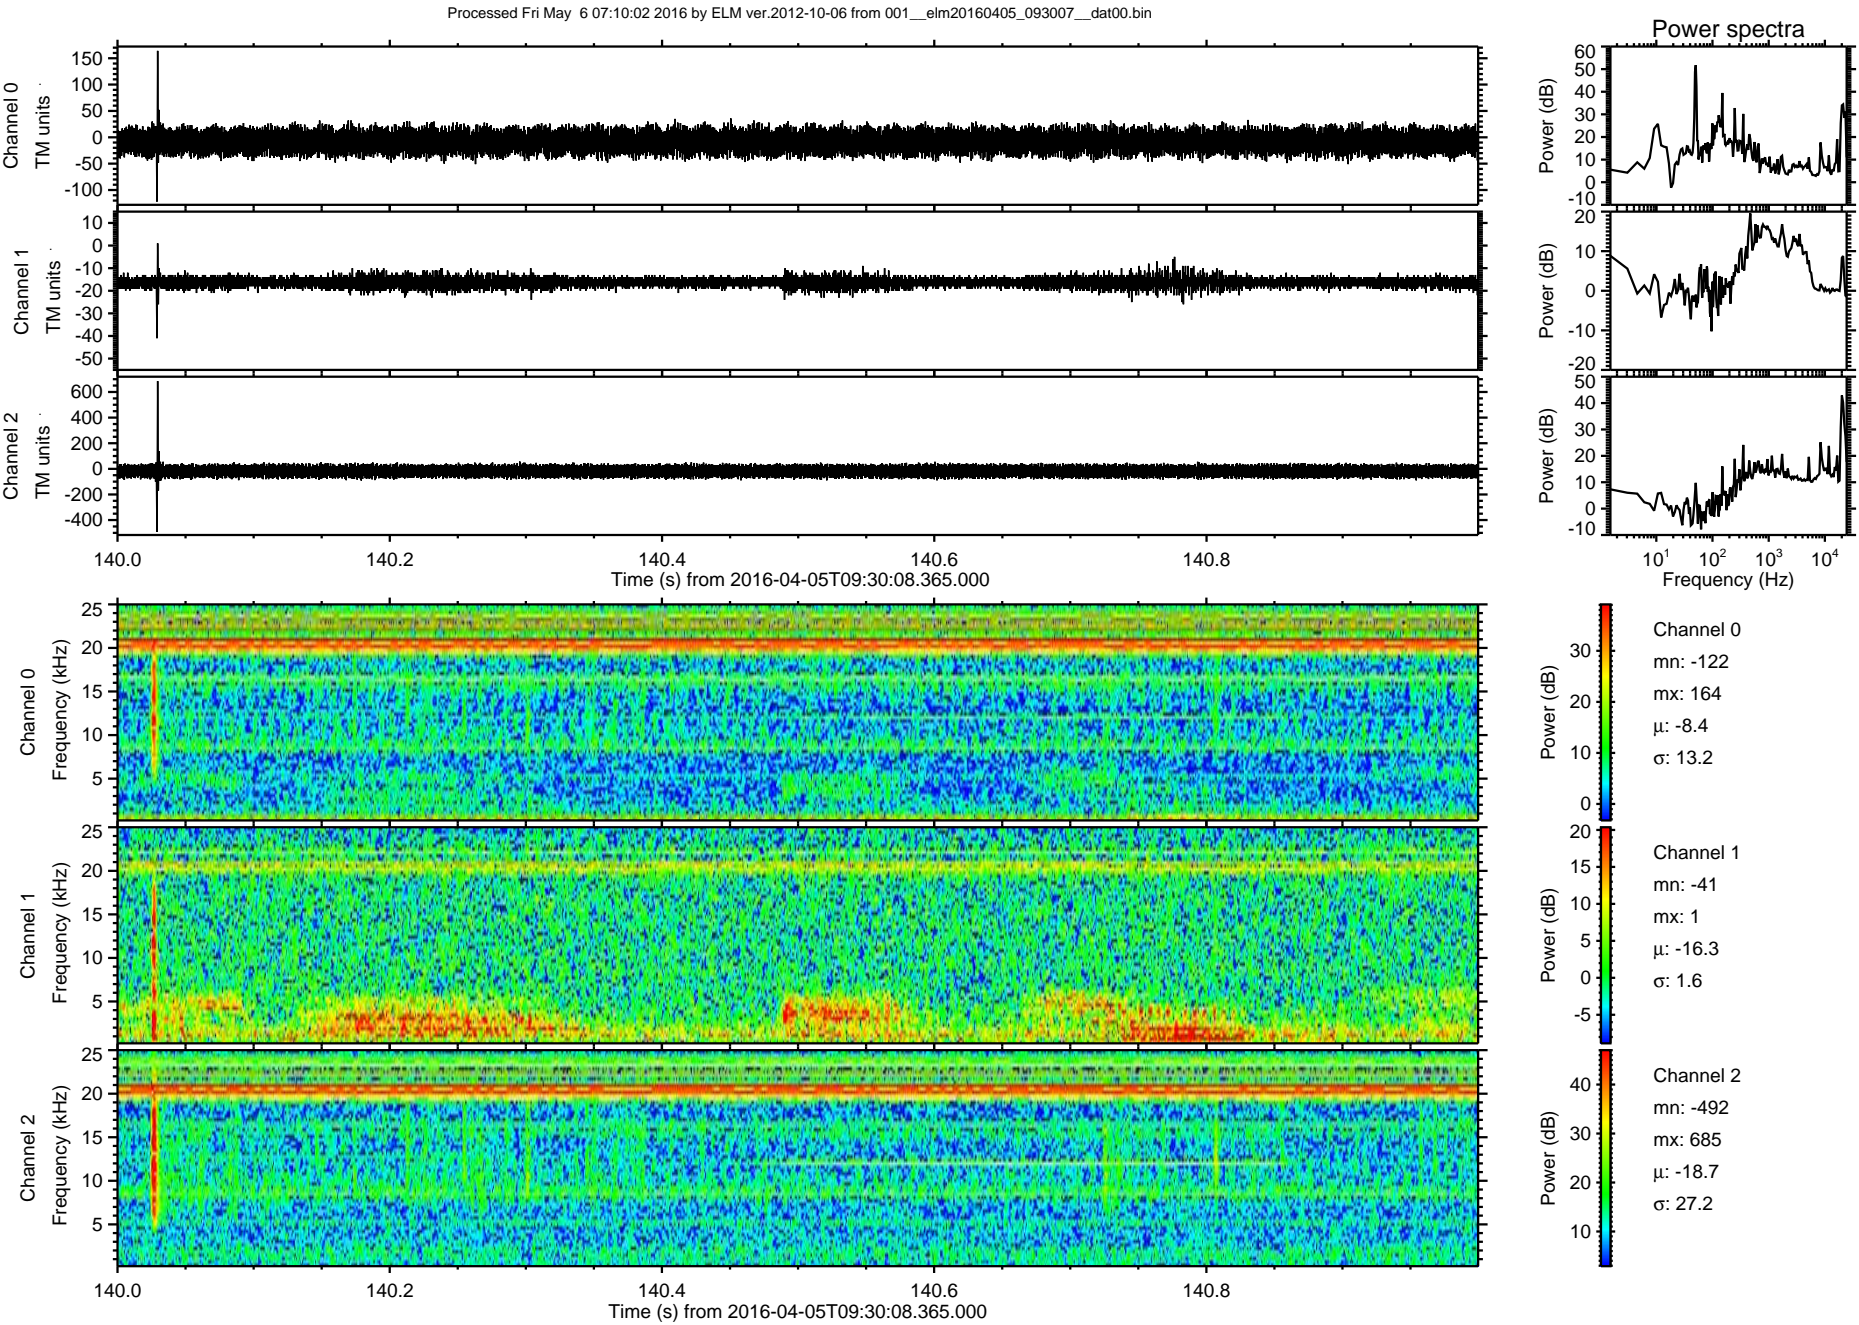 Processed Fri May  6 07:10:02 2016 by ELM ver.2012-10-06 from 001__elm20160405_093007__dat00.bin
Power spectra
Channel 0
TM units
150
100
50
0
-50
-100
Power (dB)
60
50
40
30
20
10
0
-10
Channel 1
TM units
10
0
-10
-20
-30
-40
-50
Power (dB)
20
10
0
-10
-20
Channel 2
TM units
600
400
200
0
-200
-400
Power (dB)
50
40
30
20
10
0
-10
140.0 140.2 140.4 140.6 140.8
Time (s) from 2016-04-05T09:30:08.365.000
10¹ 10² 10³ 10⁴
Frequency (Hz)
Channel 0
Frequency (kHz)
25
20
15
10
5
Power (dB)
30
20
10
0
Channel 0
mn: -122
mx: 164
μ: -8.4
σ: 13.2
Channel 1
Frequency (kHz)
25
20
15
10
5
Power (dB)
20
15
10
5
0
-5
Channel 1
mn: -41
mx: 1
μ: -16.3
σ: 1.6
Channel 2
Frequency (kHz)
25
20
15
10
5
Power (dB)
40
30
20
10
Channel 2
mn: -492
mx: 685
μ: -18.7
σ: 27.2
140.0 140.2 140.4 140.6 140.8
Time (s) from 2016-04-05T09:30:08.365.000